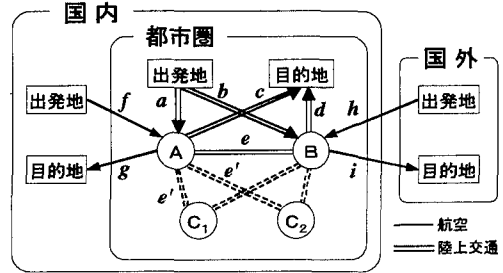 国内
都市圏
国外
出発地
目的地
出発地
出発地
目的地
目的地
a
b
c
d
e
e'
e'
f
g
h
i
A
B
C₁
C₂
航空
陸上交通